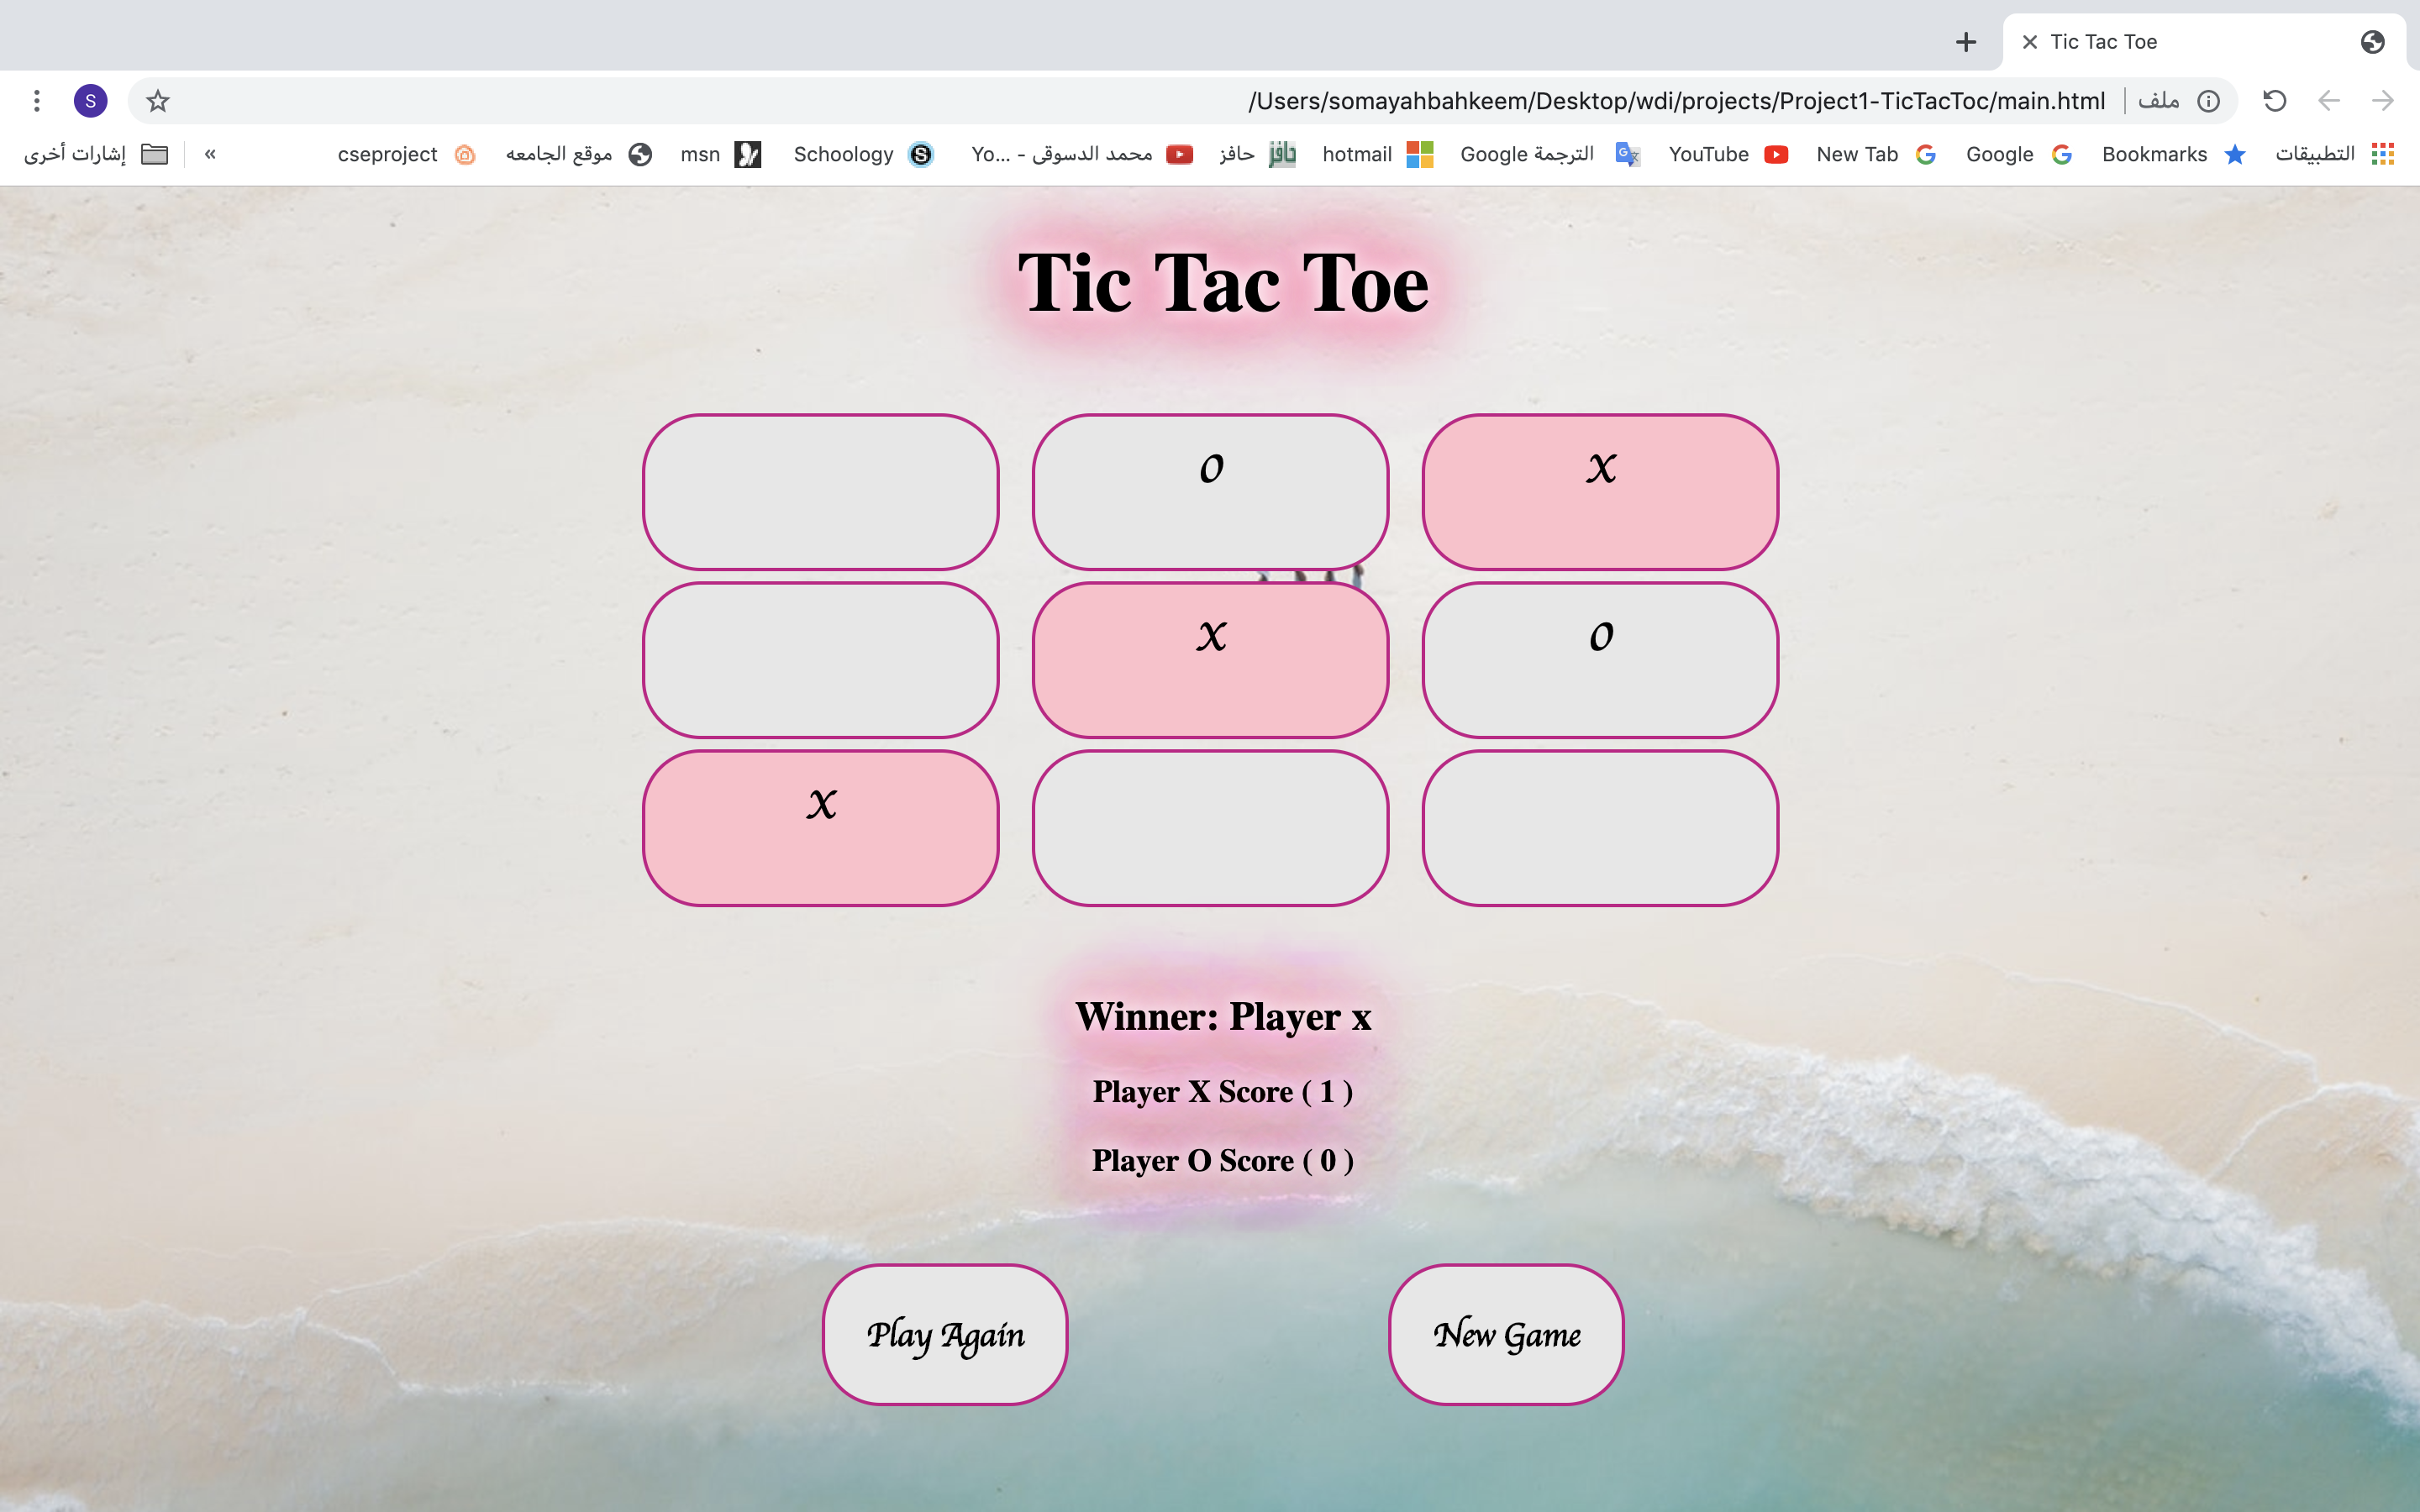 Tic Tac Toe
S
/Users/somayahbahkeem/Desktop/wdi/projects/Project1-TicTacToc/main.html | ملف
إشارات أخرى » cseproject موقع الجامعه msn Schoology محمد الدسوقى - Yo... حافز hotmail الترجمة Google YouTube New Tab Google Bookmarks التطبيقات
Tic Tac Toe
o x
x o
x
Winner: Player x
Player X Score ( 1 )
Player O Score ( 0 )
Play Again New Game